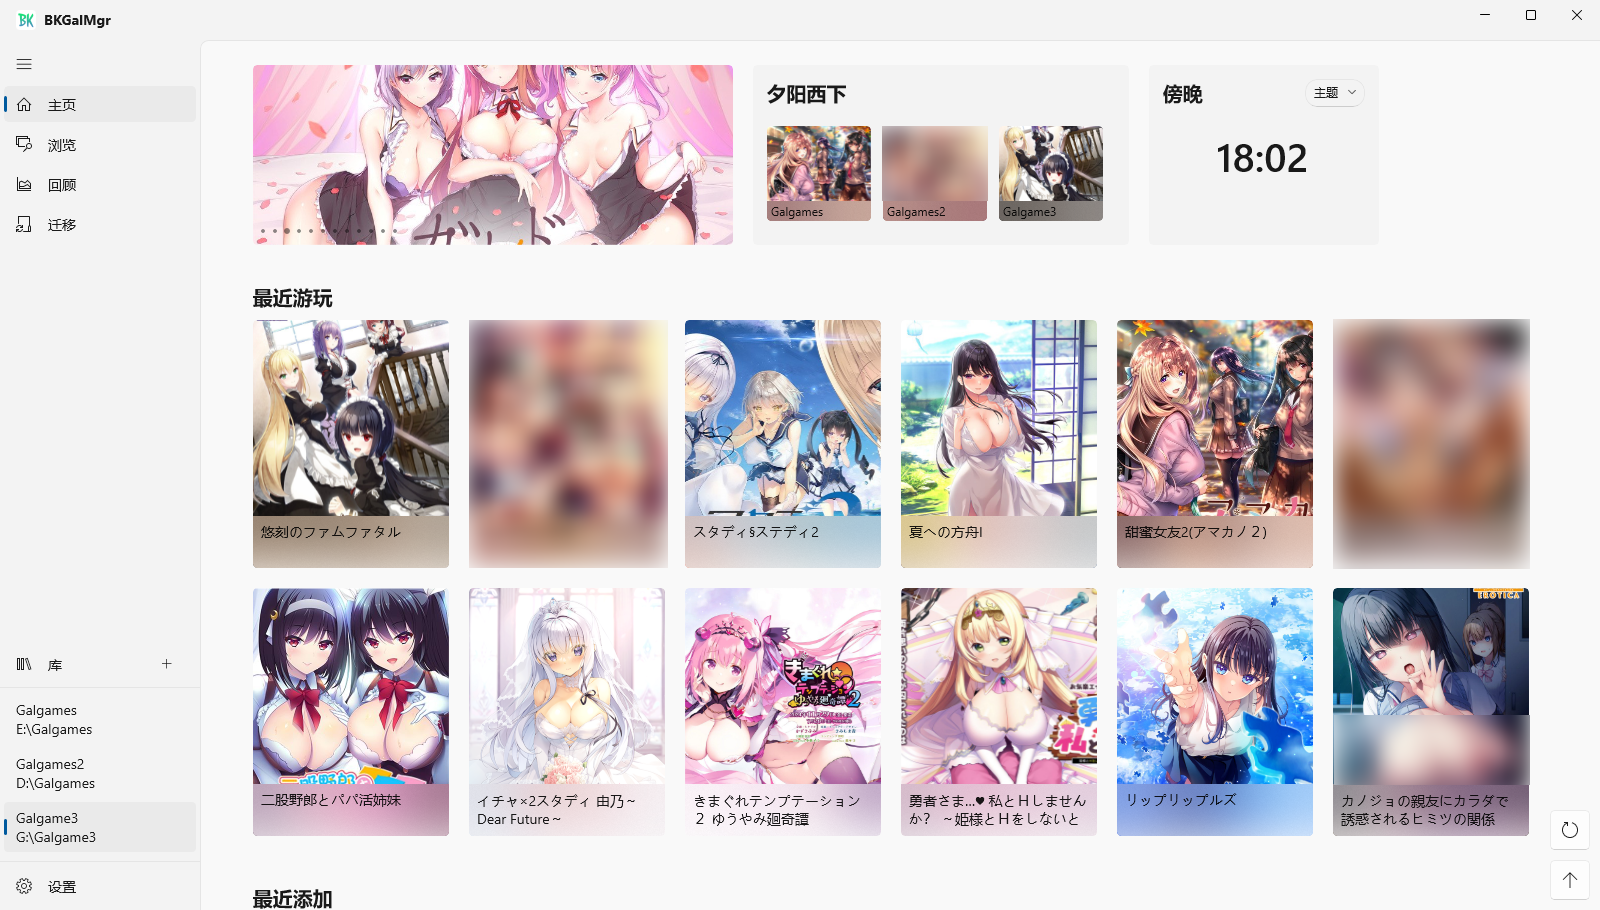 BK BKGalMgr
主页
浏览
回顾
迁移
夕阳西下
Galgames
Galgames2
Galgame3
傍晚
主题
18:02
最近游玩
悠刻のファムファタル
スタディ§ステディ2
夏への方舟I
甜蜜女友2(アマカノ２)
二股野郎とパパ活姉妹
イチャ×2スタディ 由乃～
Dear Future～
きまぐれテンプテーション
２ ゆうやみ廻奇譚
勇者さま...♥ 私とＨしません
か？ ～姫様とＨをしないと
リップリップルズ
EROTICA
カノジョの親友にカラダで
誘惑されるヒミツの関係
最近添加
库
Galgames
E:\Galgames
Galgames2
D:\Galgames
Galgame3
G:\Galgame3
设置